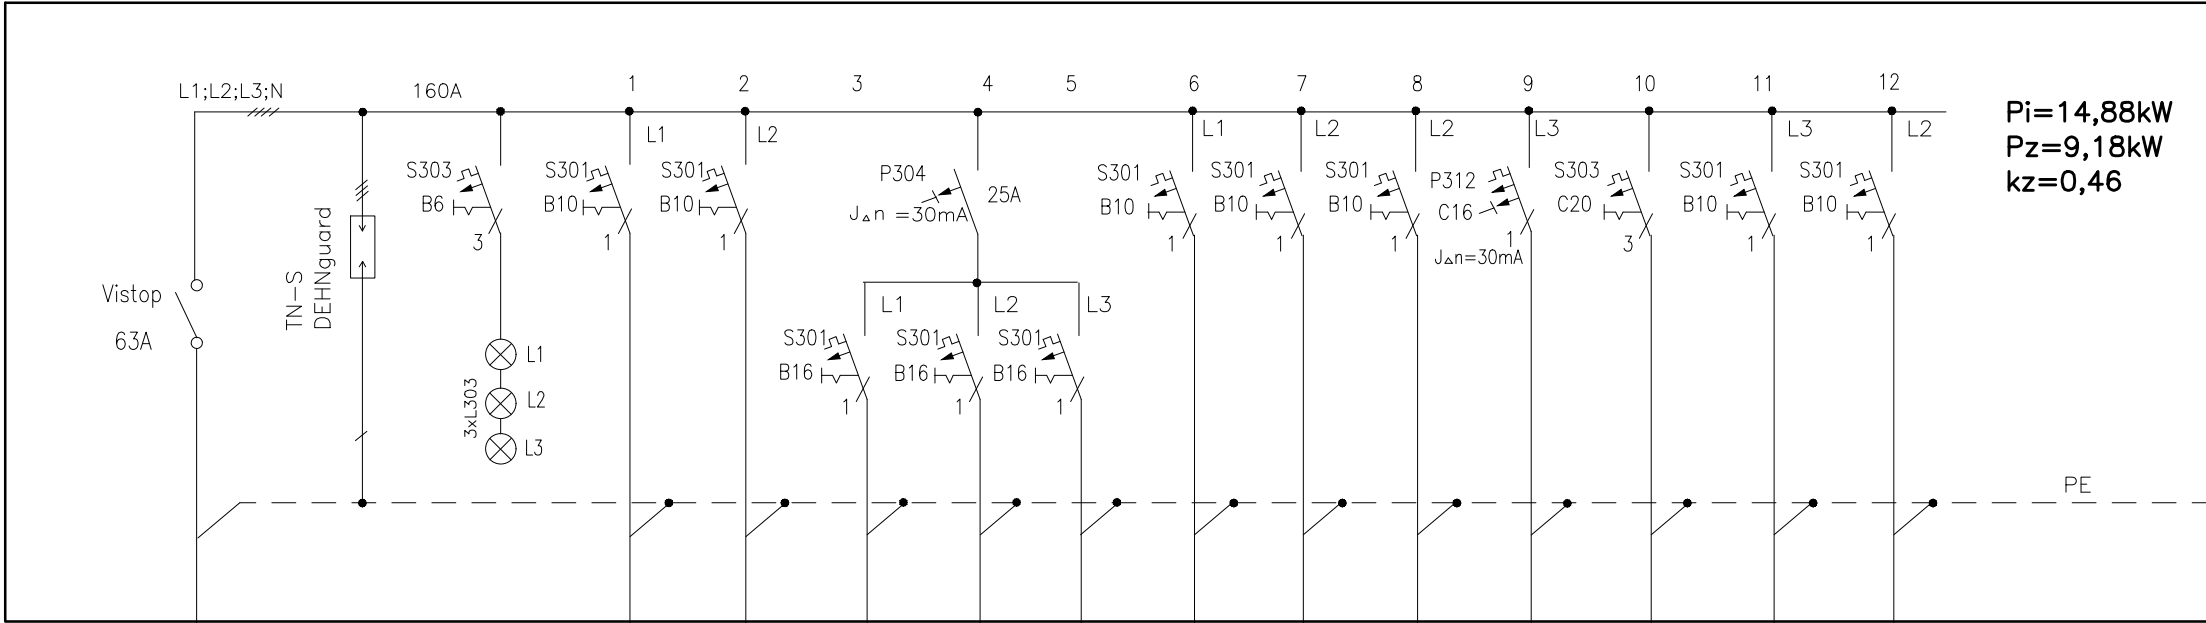 L1;L2;L3;N
160A
1
2
3
4
5
6
7
8
9
10
11
12
L1
L2
L1
L2
L2
L3
L3
L2
Pi=14,88kW
Pz=9,18kW
kz=0,46
S303
B6
3
S301
B10
1
S301
B10
1
P304
25A
J△n =30mA
S301
B10
1
S301
B10
1
S301
B10
1
P312
C16
1
J△n=30mA
S303
C20
3
S301
B10
1
S301
B10
1
Vistop
63A
TN-S
DEHNguard
L1
L2
L3
S301
B16
1
S301
B16
1
S301
B16
1
3xL303
L1
L2
L3
PE